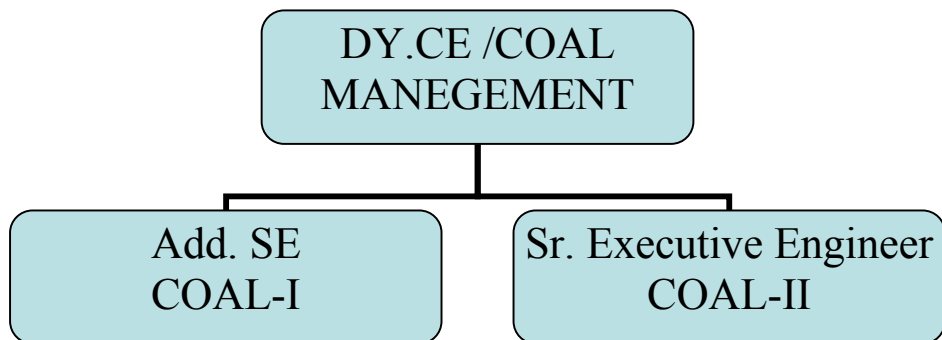 DY.CE /COAL
MANEGEMENT
Add. SE
COAL-I
Sr. Executive Engineer
COAL-II